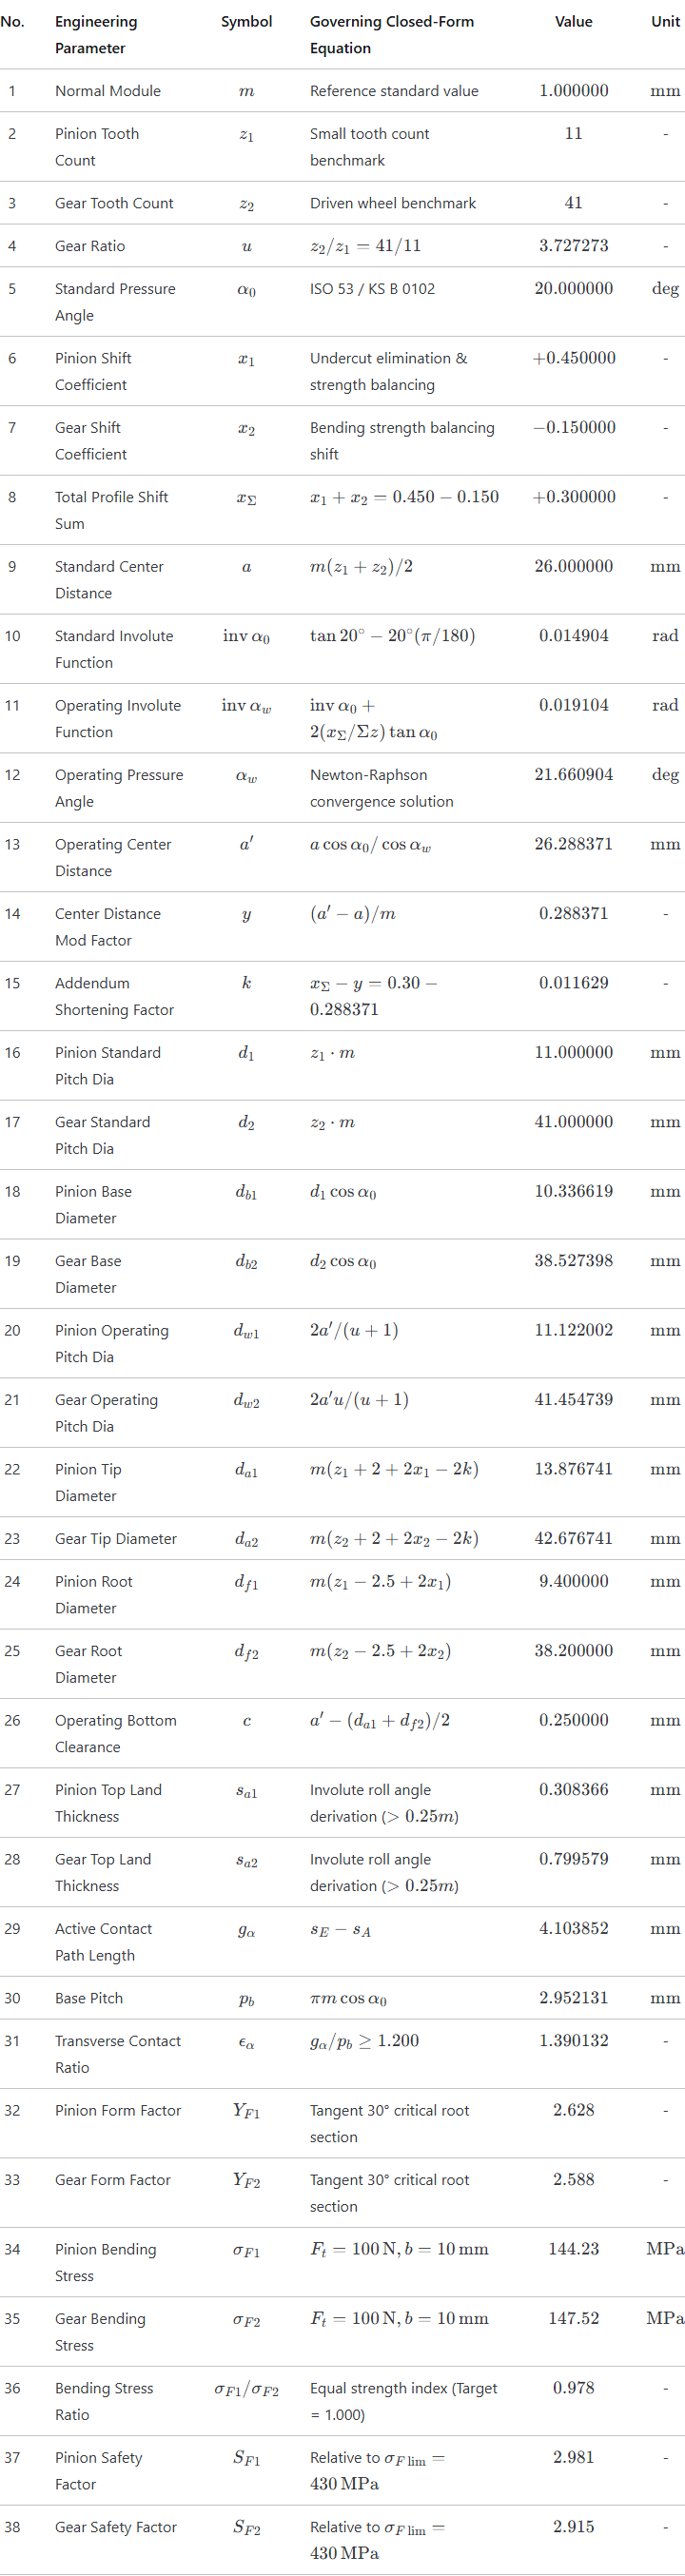 No. Engineering Parameter Symbol Governing Closed-Form Equation Value Unit
1 Normal Module m Reference standard value 1.000000 mm
2 Pinion Tooth Count z₁ Small tooth count benchmark 11 -
3 Gear Tooth Count z₂ Driven wheel benchmark 41 -
4 Gear Ratio u z₂/z₁ = 41/11 3.727273 -
5 Standard Pressure Angle α₀ ISO 53 / KS B 0102 20.000000 deg
6 Pinion Shift Coefficient x₁ Undercut elimination & strength balancing +0.450000 -
7 Gear Shift Coefficient x₂ Bending strength balancing shift −0.150000 -
8 Total Profile Shift Sum x_Σ x₁ + x₂ = 0.450 − 0.150 +0.300000 -
9 Standard Center Distance a m(z₁ + z₂)/2 26.000000 mm
10 Standard Involute Function inv α₀ tan 20° − 20°(π/180) 0.014904 rad
11 Operating Involute Function inv α_w inv α₀ + 2(x_Σ/Σz) tan α₀ 0.019104 rad
12 Operating Pressure Angle α_w Newton-Raphson convergence solution 21.660904 deg
13 Operating Center Distance a′ a cos α₀/ cos α_w 26.288371 mm
14 Center Distance Mod Factor y (a′ − a)/m 0.288371 -
15 Addendum Shortening Factor k x_Σ − y = 0.30 − 0.288371 0.011629 -
16 Pinion Standard Pitch Dia d₁ z₁ · m 11.000000 mm
17 Gear Standard Pitch Dia d₂ z₂ · m 41.000000 mm
18 Pinion Base Diameter d_b1 d₁ cos α₀ 10.336619 mm
19 Gear Base Diameter d_b2 d₂ cos α₀ 38.527398 mm
20 Pinion Operating Pitch Dia d_w1 2a′/(u + 1) 11.122002 mm
21 Gear Operating Pitch Dia d_w2 2a′u/(u + 1) 41.454739 mm
22 Pinion Tip Diameter d_a1 m(z₁ + 2 + 2x₁ − 2k) 13.876741 mm
23 Gear Tip Diameter d_a2 m(z₂ + 2 + 2x₂ − 2k) 42.676741 mm
24 Pinion Root Diameter d_f1 m(z₁ − 2.5 + 2x₁) 9.400000 mm
25 Gear Root Diameter d_f2 m(z₂ − 2.5 + 2x₂) 38.200000 mm
26 Operating Bottom Clearance c a′ − (d_a1 + d_f2)/2 0.250000 mm
27 Pinion Top Land Thickness s_a1 Involute roll angle derivation (> 0.25m) 0.308366 mm
28 Gear Top Land Thickness s_a2 Involute roll angle derivation (> 0.25m) 0.799579 mm
29 Active Contact Path Length g_α s_E − s_A 4.103852 mm
30 Base Pitch p_b πm cos α₀ 2.952131 mm
31 Transverse Contact Ratio ϵ_α g_α/p_b ≥ 1.200 1.390132 -
32 Pinion Form Factor Y_F1 Tangent 30° critical root section 2.628 -
33 Gear Form Factor Y_F2 Tangent 30° critical root section 2.588 -
34 Pinion Bending Stress σ_F1 F_t = 100 N, b = 10 mm 144.23 MPa
35 Gear Bending Stress σ_F2 F_t = 100 N, b = 10 mm 147.52 MPa
36 Bending Stress Ratio σ_F1/σ_F2 Equal strength index (Target = 1.000) 0.978 -
37 Pinion Safety Factor S_F1 Relative to σ_F lim = 430 MPa 2.981 -
38 Gear Safety Factor S_F2 Relative to σ_F lim = 430 MPa 2.915 -